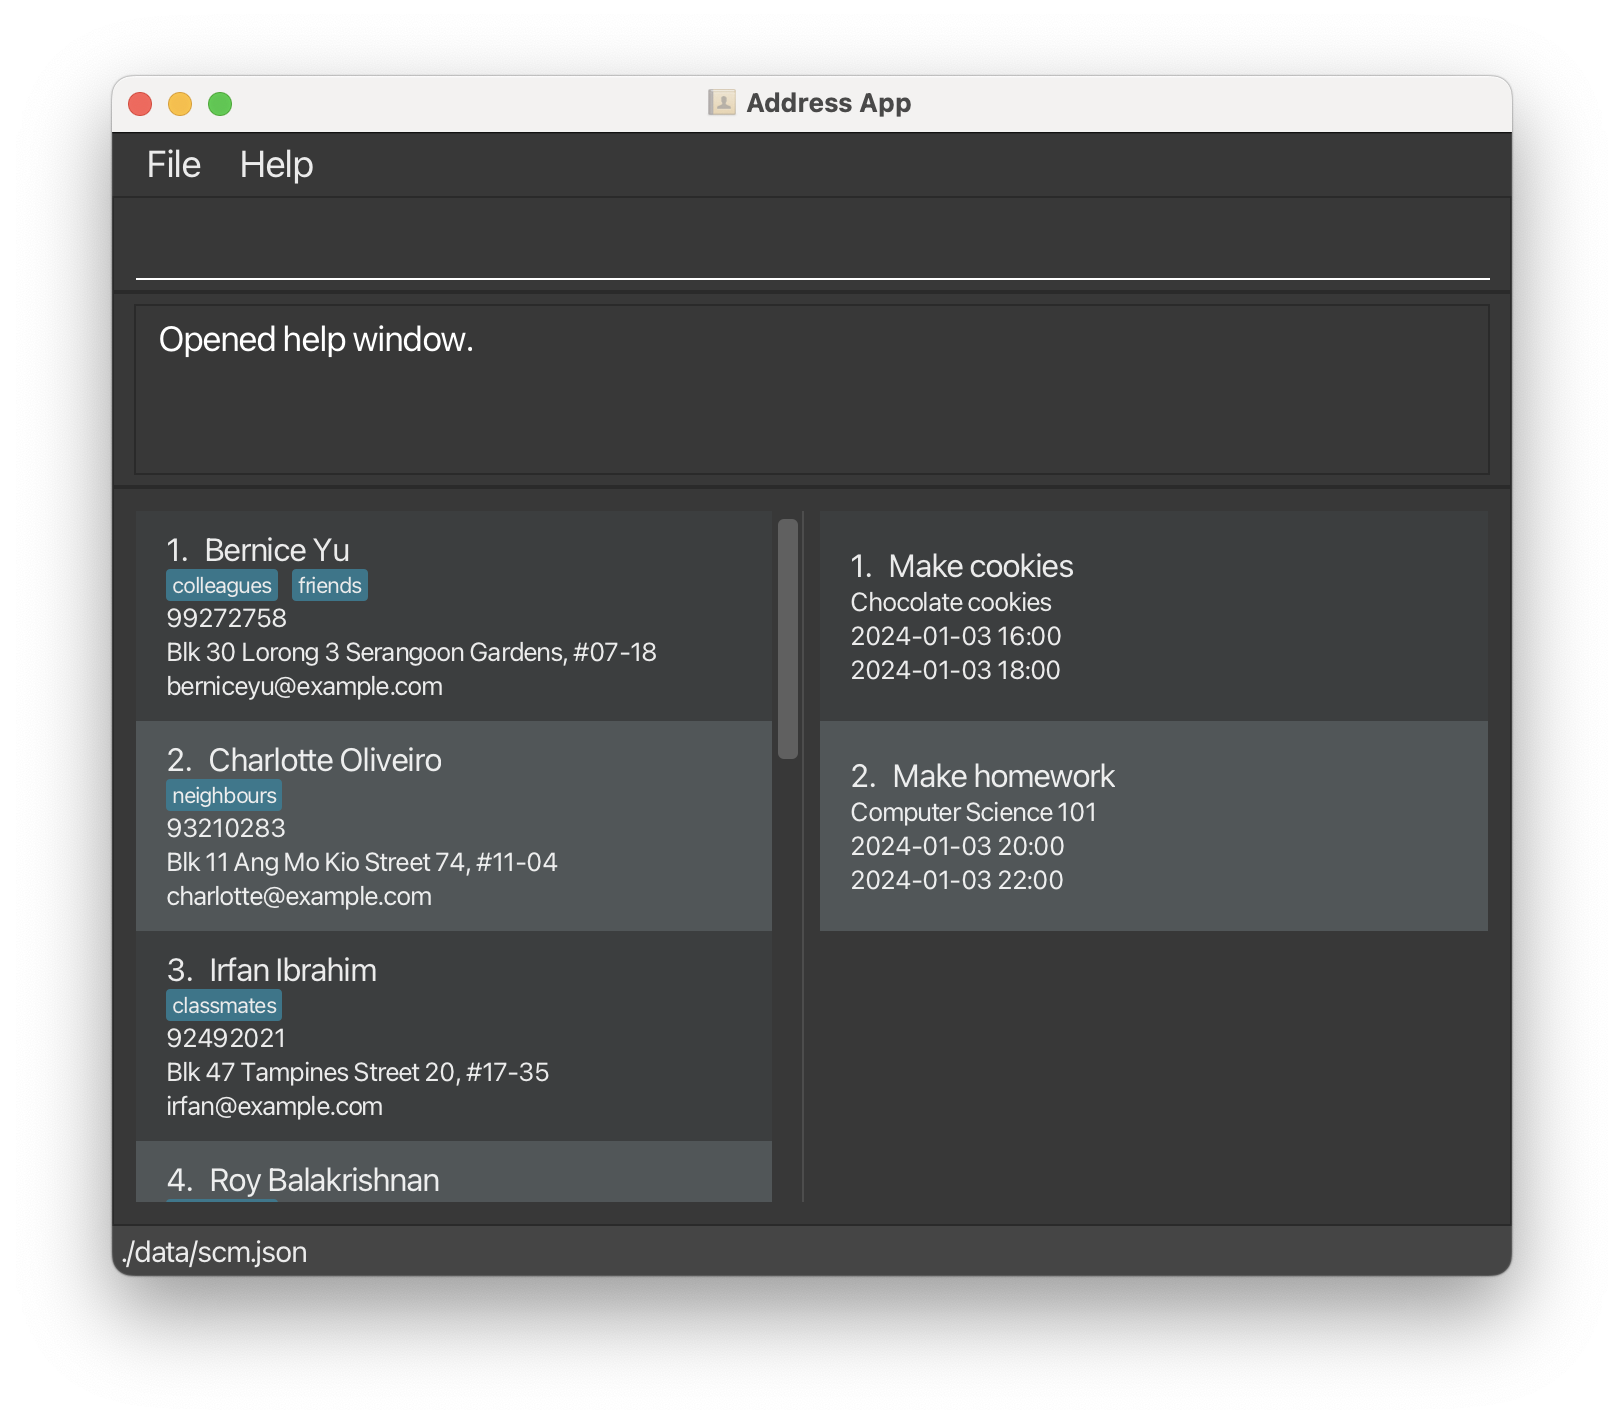 Address App
File Help
Opened help window.
1. Bernice Yu
colleagues friends
99272758
Blk 30 Lorong 3 Serangoon Gardens, #07-18
berniceyu@example.com
2. Charlotte Oliveiro
neighbours
93210283
Blk 11 Ang Mo Kio Street 74, #11-04
charlotte@example.com
3. Irfan Ibrahim
classmates
92492021
Blk 47 Tampines Street 20, #17-35
irfan@example.com
4. Roy Balakrishnan
1. Make cookies
Chocolate cookies
2024-01-03 16:00
2024-01-03 18:00
2. Make homework
Computer Science 101
2024-01-03 20:00
2024-01-03 22:00
./data/scm.json